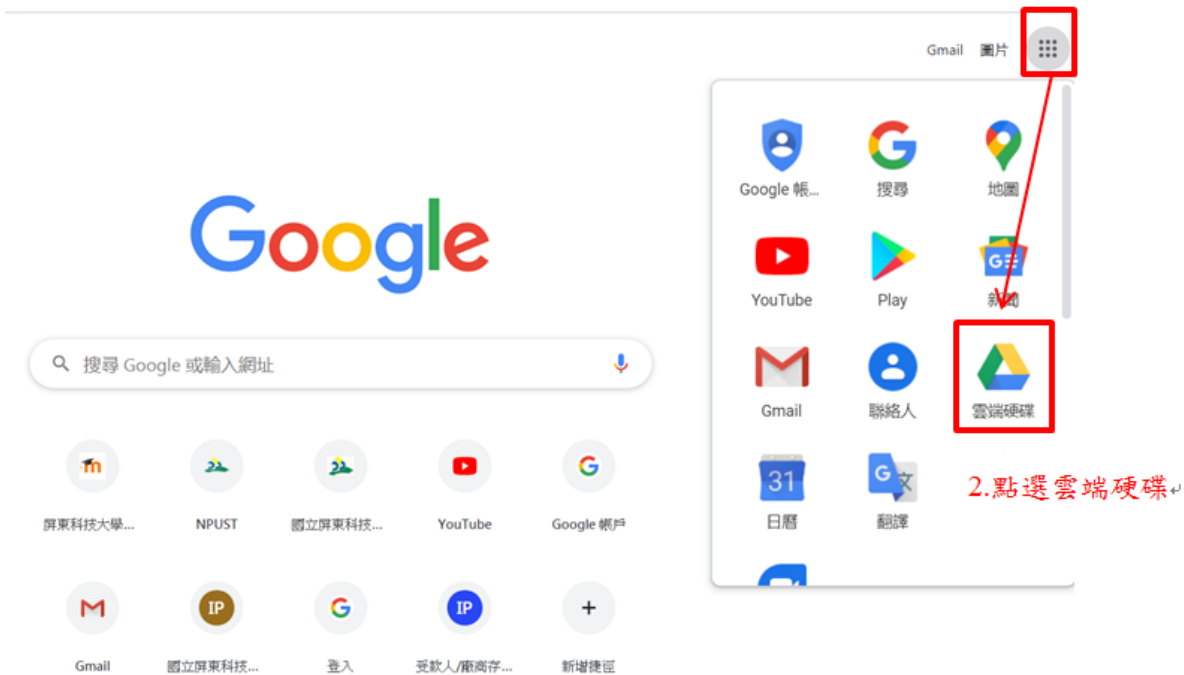 Gmail 圖片
Google 帳... 搜尋 地圖
Google
YouTube Play 新聞
搜尋 Google 或輸入網址
Gmail 聯絡人 雲端硬碟
31
日曆 翻譯
2.點選雲端硬碟
屏東科技大學... NPUST 國立屏東科技... YouTube Google 帳戶
IP IP
Gmail 國立屏東科技... 登入 受款人/廠商存... 新增捷徑